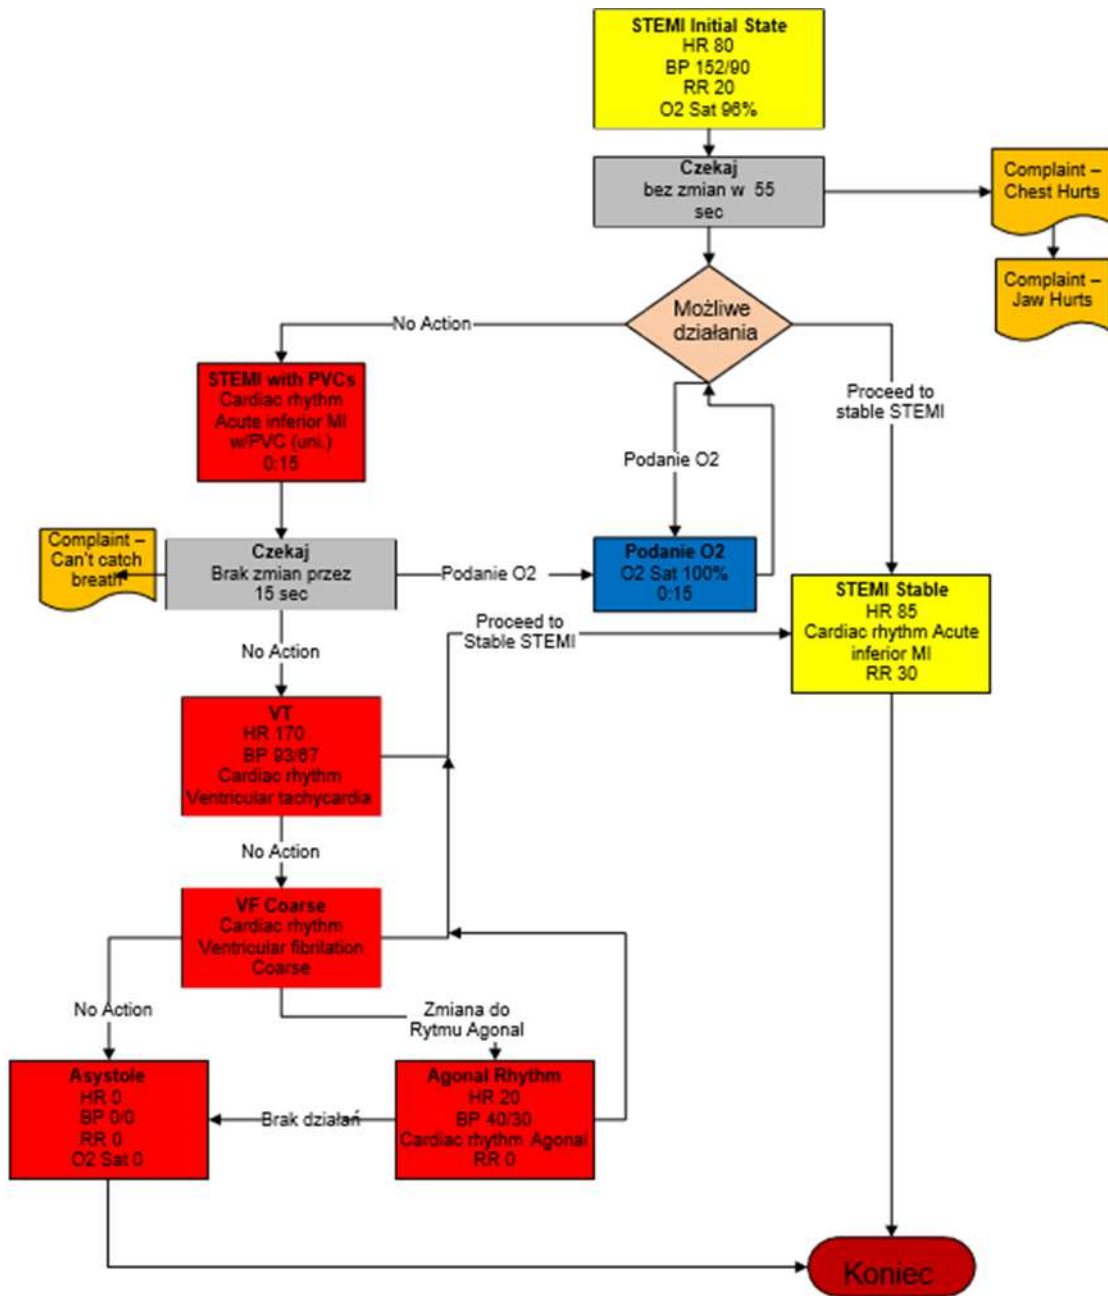 STEMI Initial State
HR 80
BP 152/90
RR 20
O2 Sat 96%
Czekaj
bez zmian w 55
sec
Complaint –
Chest Hurts
Complaint –
Jaw Hurts
Możliwe
działania
No Action
STEMI with PVCs
Cardiac rhythm
Acute inferior MI
w/PVC (uni.)
0:15
Proceed to
stable STEMI
Podanie O2
Complaint –
Can't catch
breath
Czekaj
Brak zmian przez
15 sec
Podanie O2
Podanie O2
O2 Sat 100%
0:15
STEMI Stable
HR 85
Cardiac rhythm Acute
inferior MI
RR 30
Proceed to
Stable STEMI
No Action
VT
HR 170
BP 93/67
Cardiac rhythm
Ventricular tachycardia
No Action
VF Coarse
Cardiac rhythm
Ventricular fibrilation
Coarse
No Action
Zmiana do
Rytmu Agonal
Asystole
HR 0
BP 0/0
RR 0
O2 Sat 0
Brak działań
Agonal Rhythm
HR 20
BP 40/30
Cardiac rhythm Agonal
RR 0
Koniec